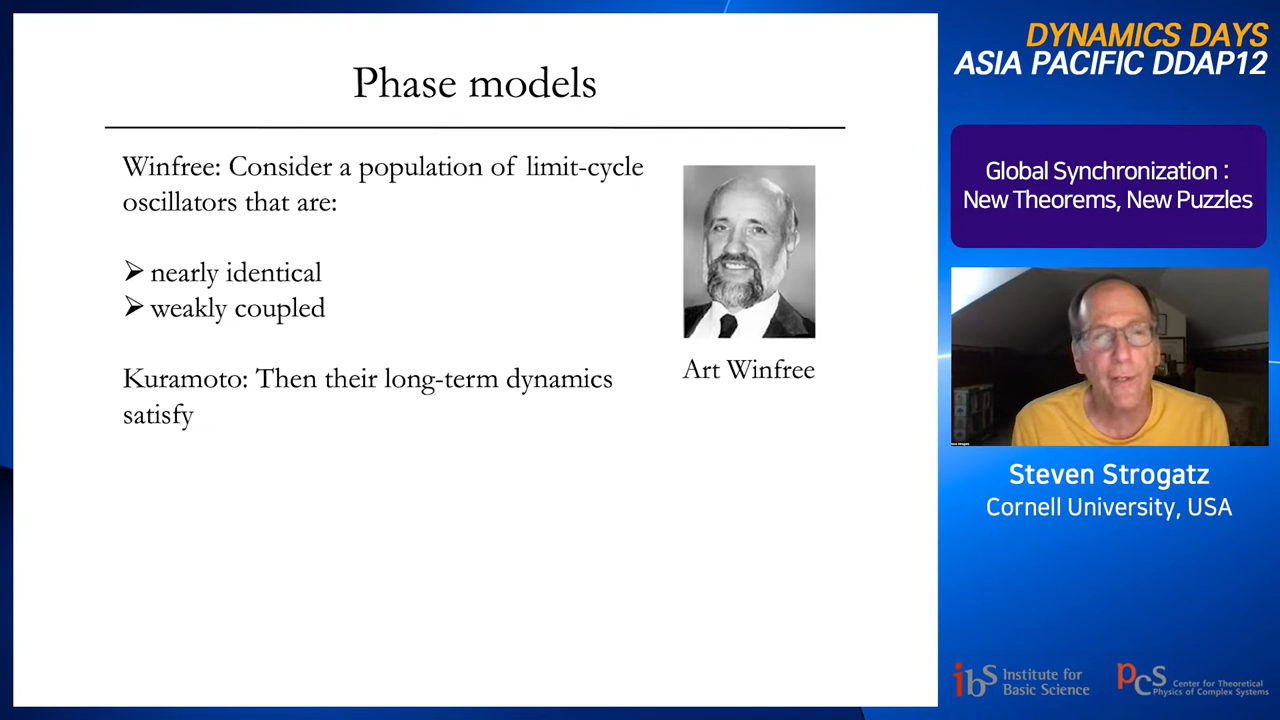 Phase models
Winfree: Consider a population of limit-cycle
oscillators that are:
➢ nearly identical
➢ weakly coupled
Kuramoto: Then their long-term dynamics
satisfy
Art Winfree
DYNAMICS DAYS
ASIA PACIFIC DDAP12
Global Synchronization :
New Theorems, New Puzzles
Steven Strogatz
Cornell University, USA
ibs Institute for
Basic Science
pcs Center for Theoretical
Physics of Complex Systems